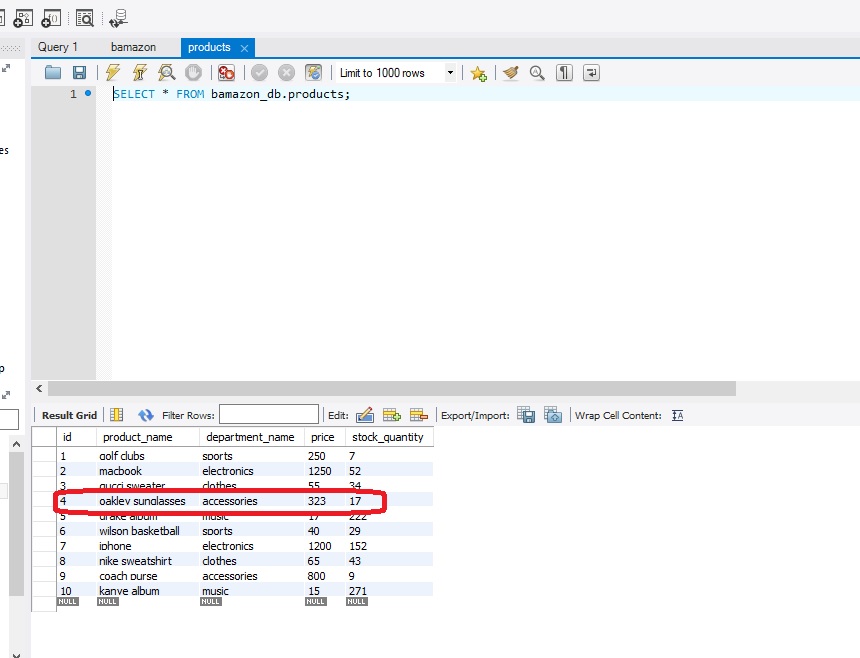 Query 1 bamazon products
Limit to 1000 rows
1 SELECT * FROM bamazon_db.products;
es
p
Result Grid Filter Rows: Edit: Export/Import: Wrap Cell Content:
id product_name department_name price stock_quantity
1 golf clubs sports 250 7
2 macbook electronics 1250 52
3 gucci sweater clothes 55 34
4 oakley sunglasses accessories 323 17
5 drake album music 17 222
6 wilson basketball sports 40 29
7 iphone electronics 1200 152
8 nike sweatshirt clothes 65 43
9 coach purse accessories 800 9
10 kanye album music 15 271
NULL NULL NULL NULL NULL